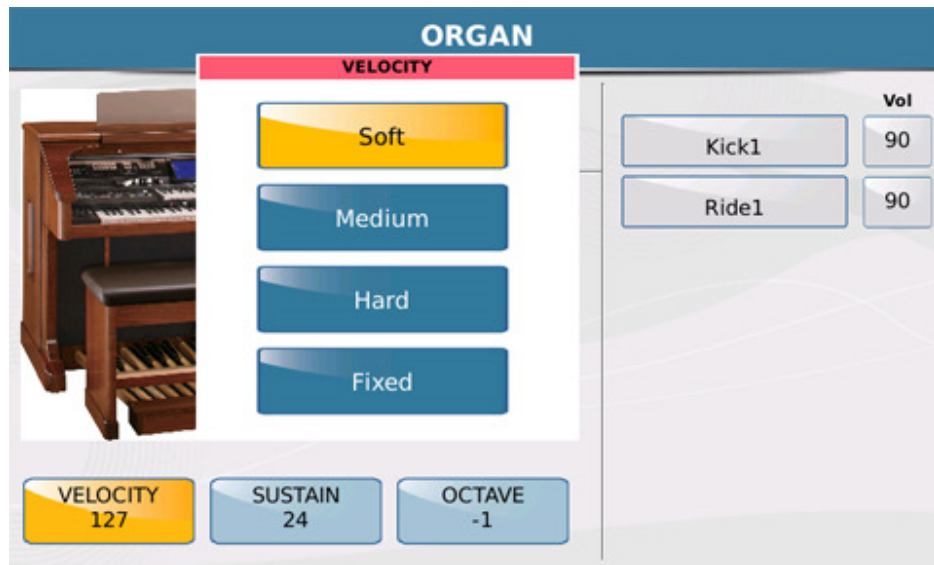 ORGAN
VELOCITY
Soft
Medium
Hard
Fixed
Vol
Kick1 90
Ride1 90
VELOCITY
127
SUSTAIN
24
OCTAVE
-1